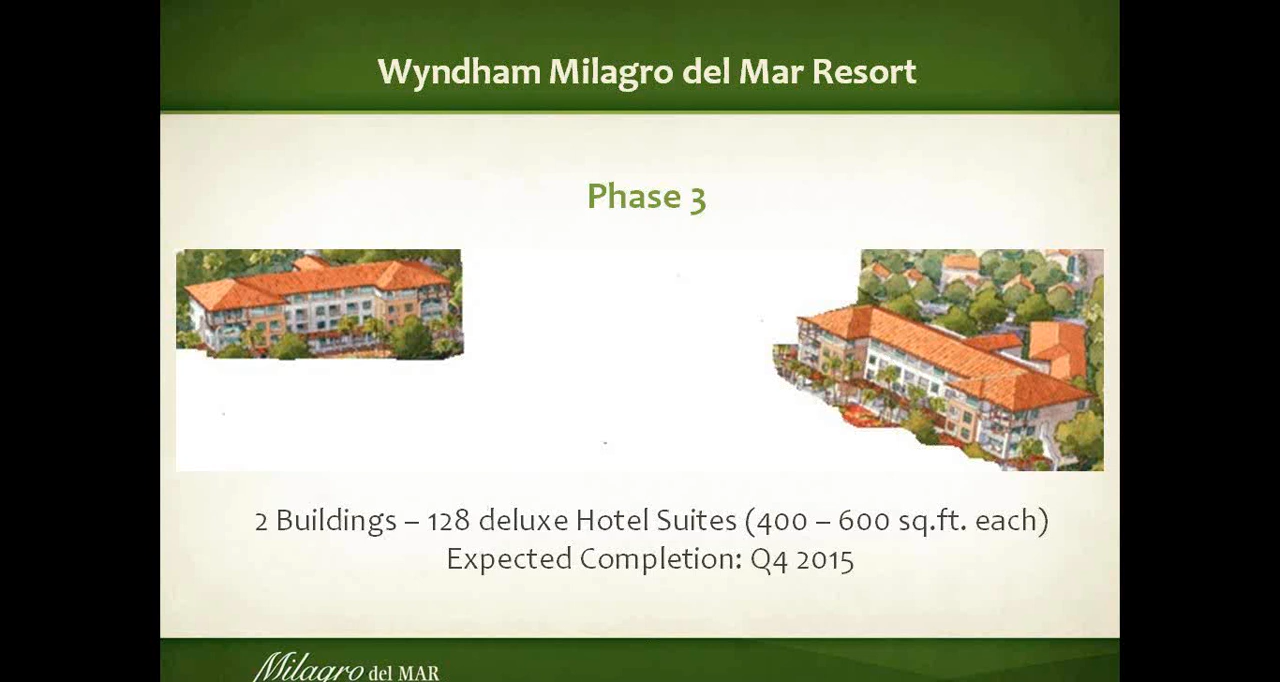 Wyndham Milagro del Mar Resort
Phase 3
2 Buildings – 128 deluxe Hotel Suites (400 – 600 sq.ft. each)
Expected Completion: Q4 2015
Milagro del MAR